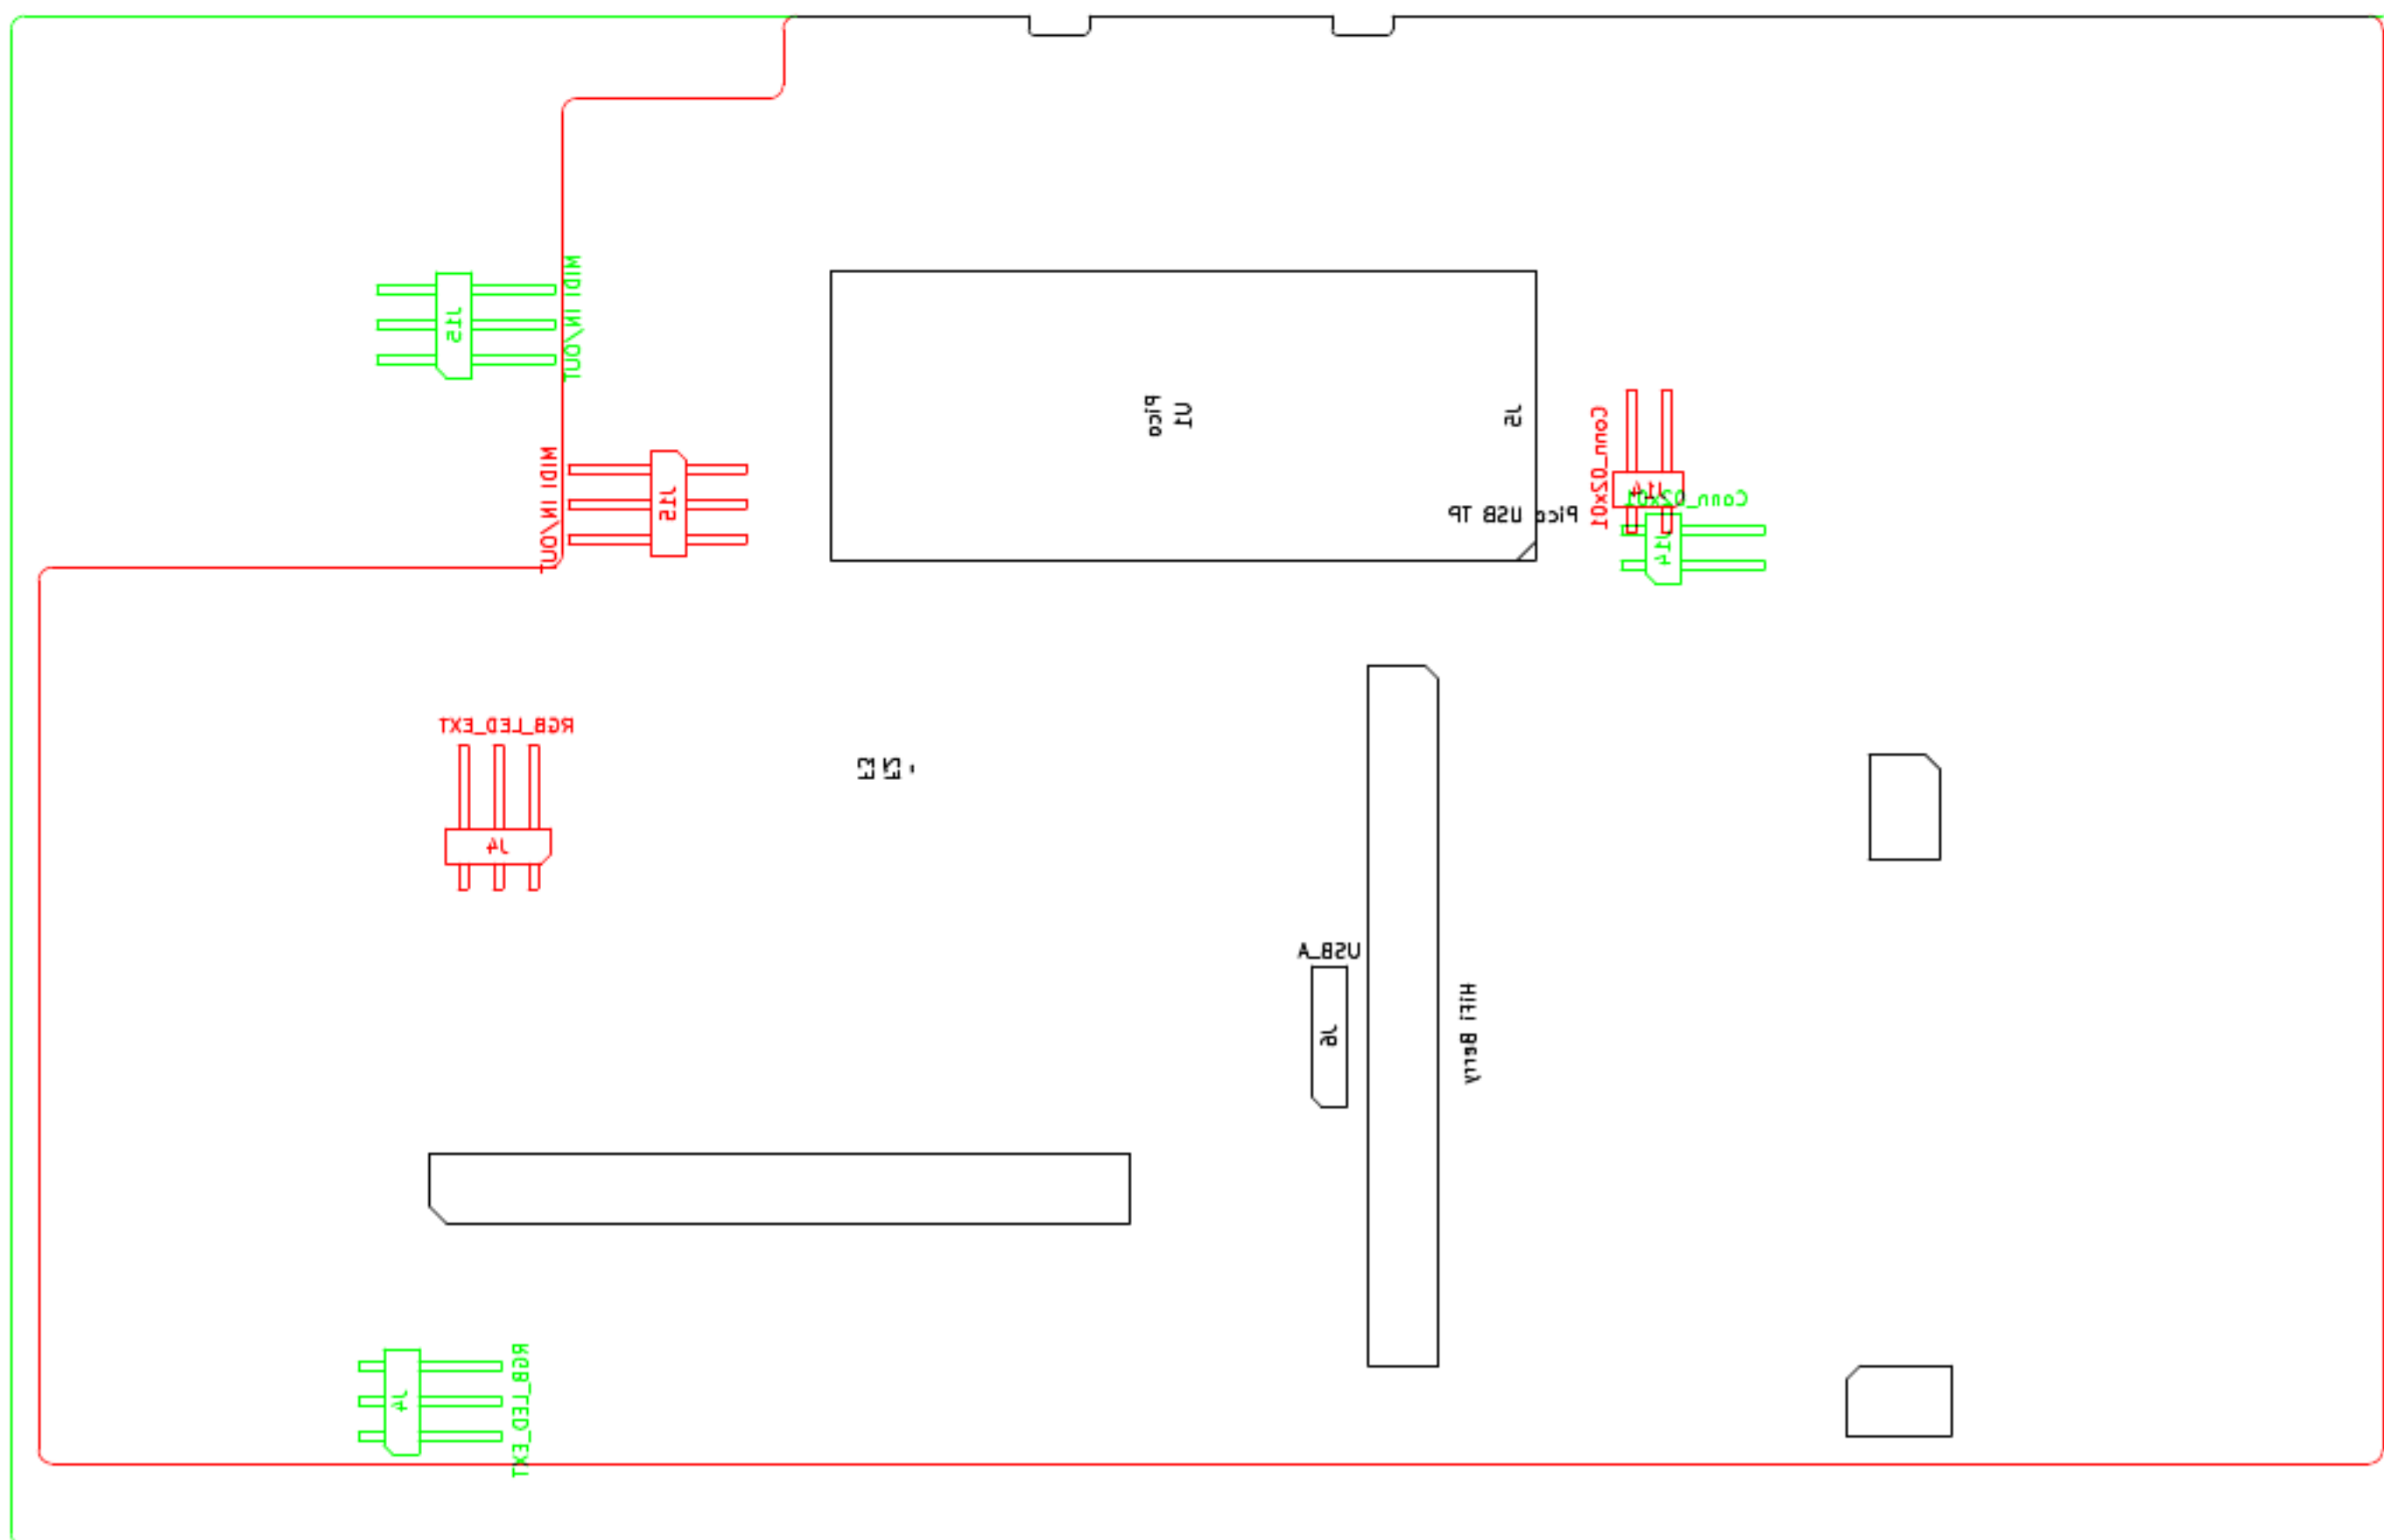 MIDI IN/OUT
J15
Pico
U1
J5
Pico USB TP
Conn_02x01
J14
Conn_02x01
J14
MIDI IN/OUT
J15
RGB_LED_EXT
J4
USB_A
J6
Hifi Berry
RGB_LED_EXT
J4